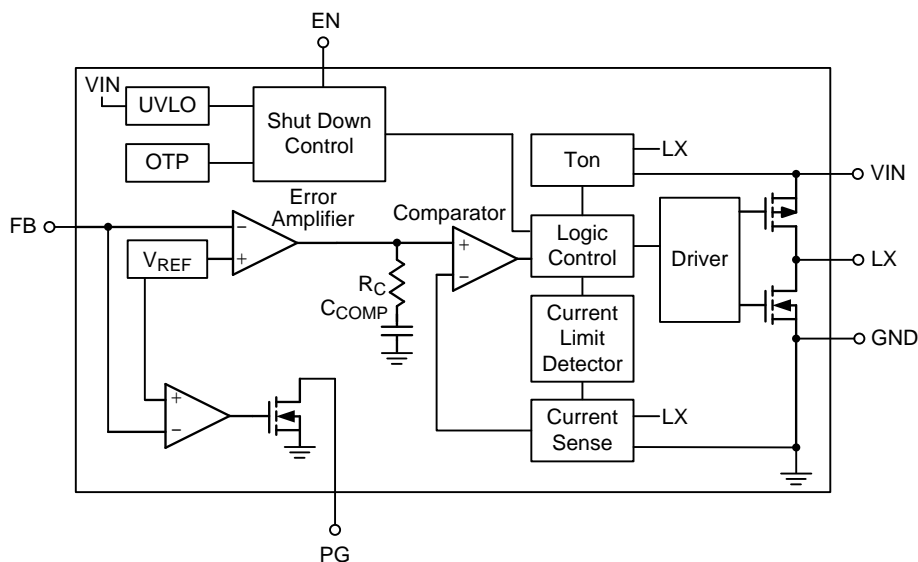 EN
VIN
UVLO
Shut Down
Control
OTP
Ton
LX
VIN
Error
Amplifier
Comparator
FB
−
+
VREF
+
−
Logic
Control
Driver
LX
RC
CCOMP
Current
Limit
Detector
GND
+
−
Current
Sense
LX
PG